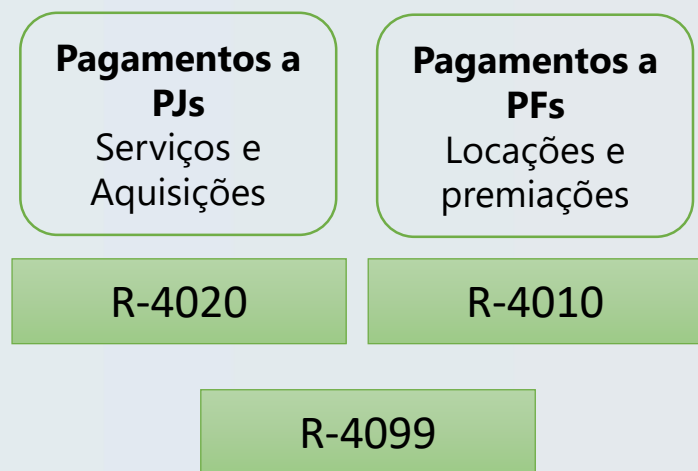 Pagamentos a
PJs
Serviços e
Aquisições
Pagamentos a
PFs
Locações e
premiações
R-4020
R-4010
R-4099